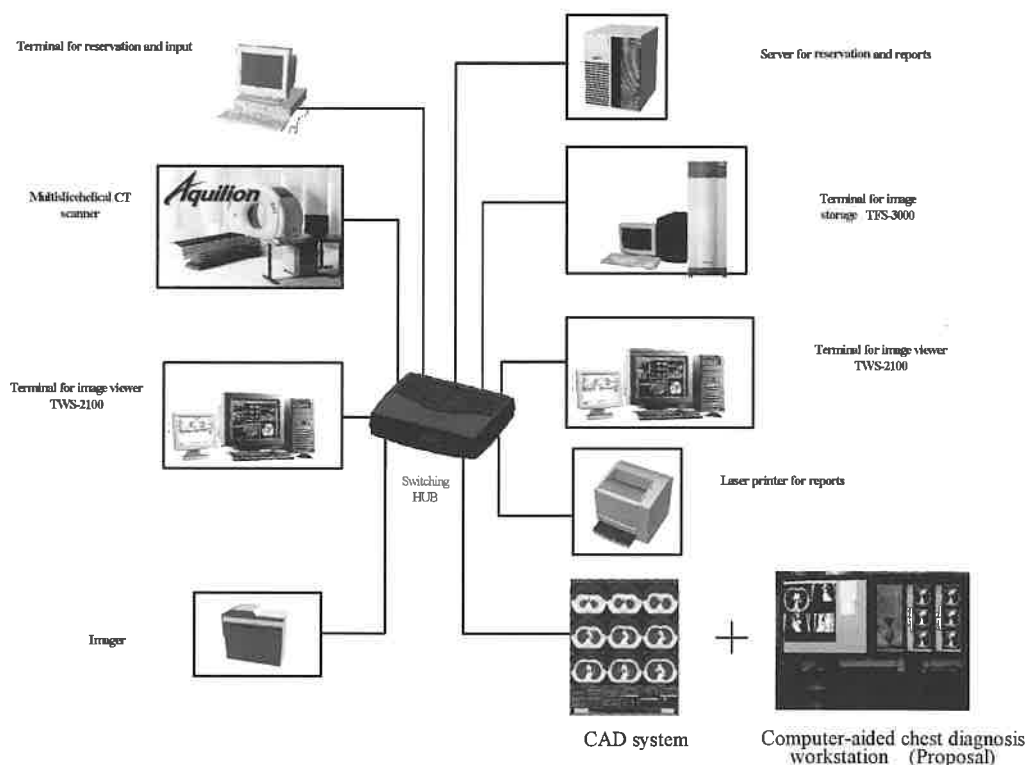 Terminal for reservation and input
Server for reservation and reports
Aquilion
Multislicehelical CT
scanner
Terminal for image
storage TFS-3000
Terminal for image viewer
TWS-2100
Terminal for image viewer
TWS-2100
Switching
HUB
Laser printer for reports
Imager
CAD system
Computer-aided chest diagnosis
workstation (Proposal)